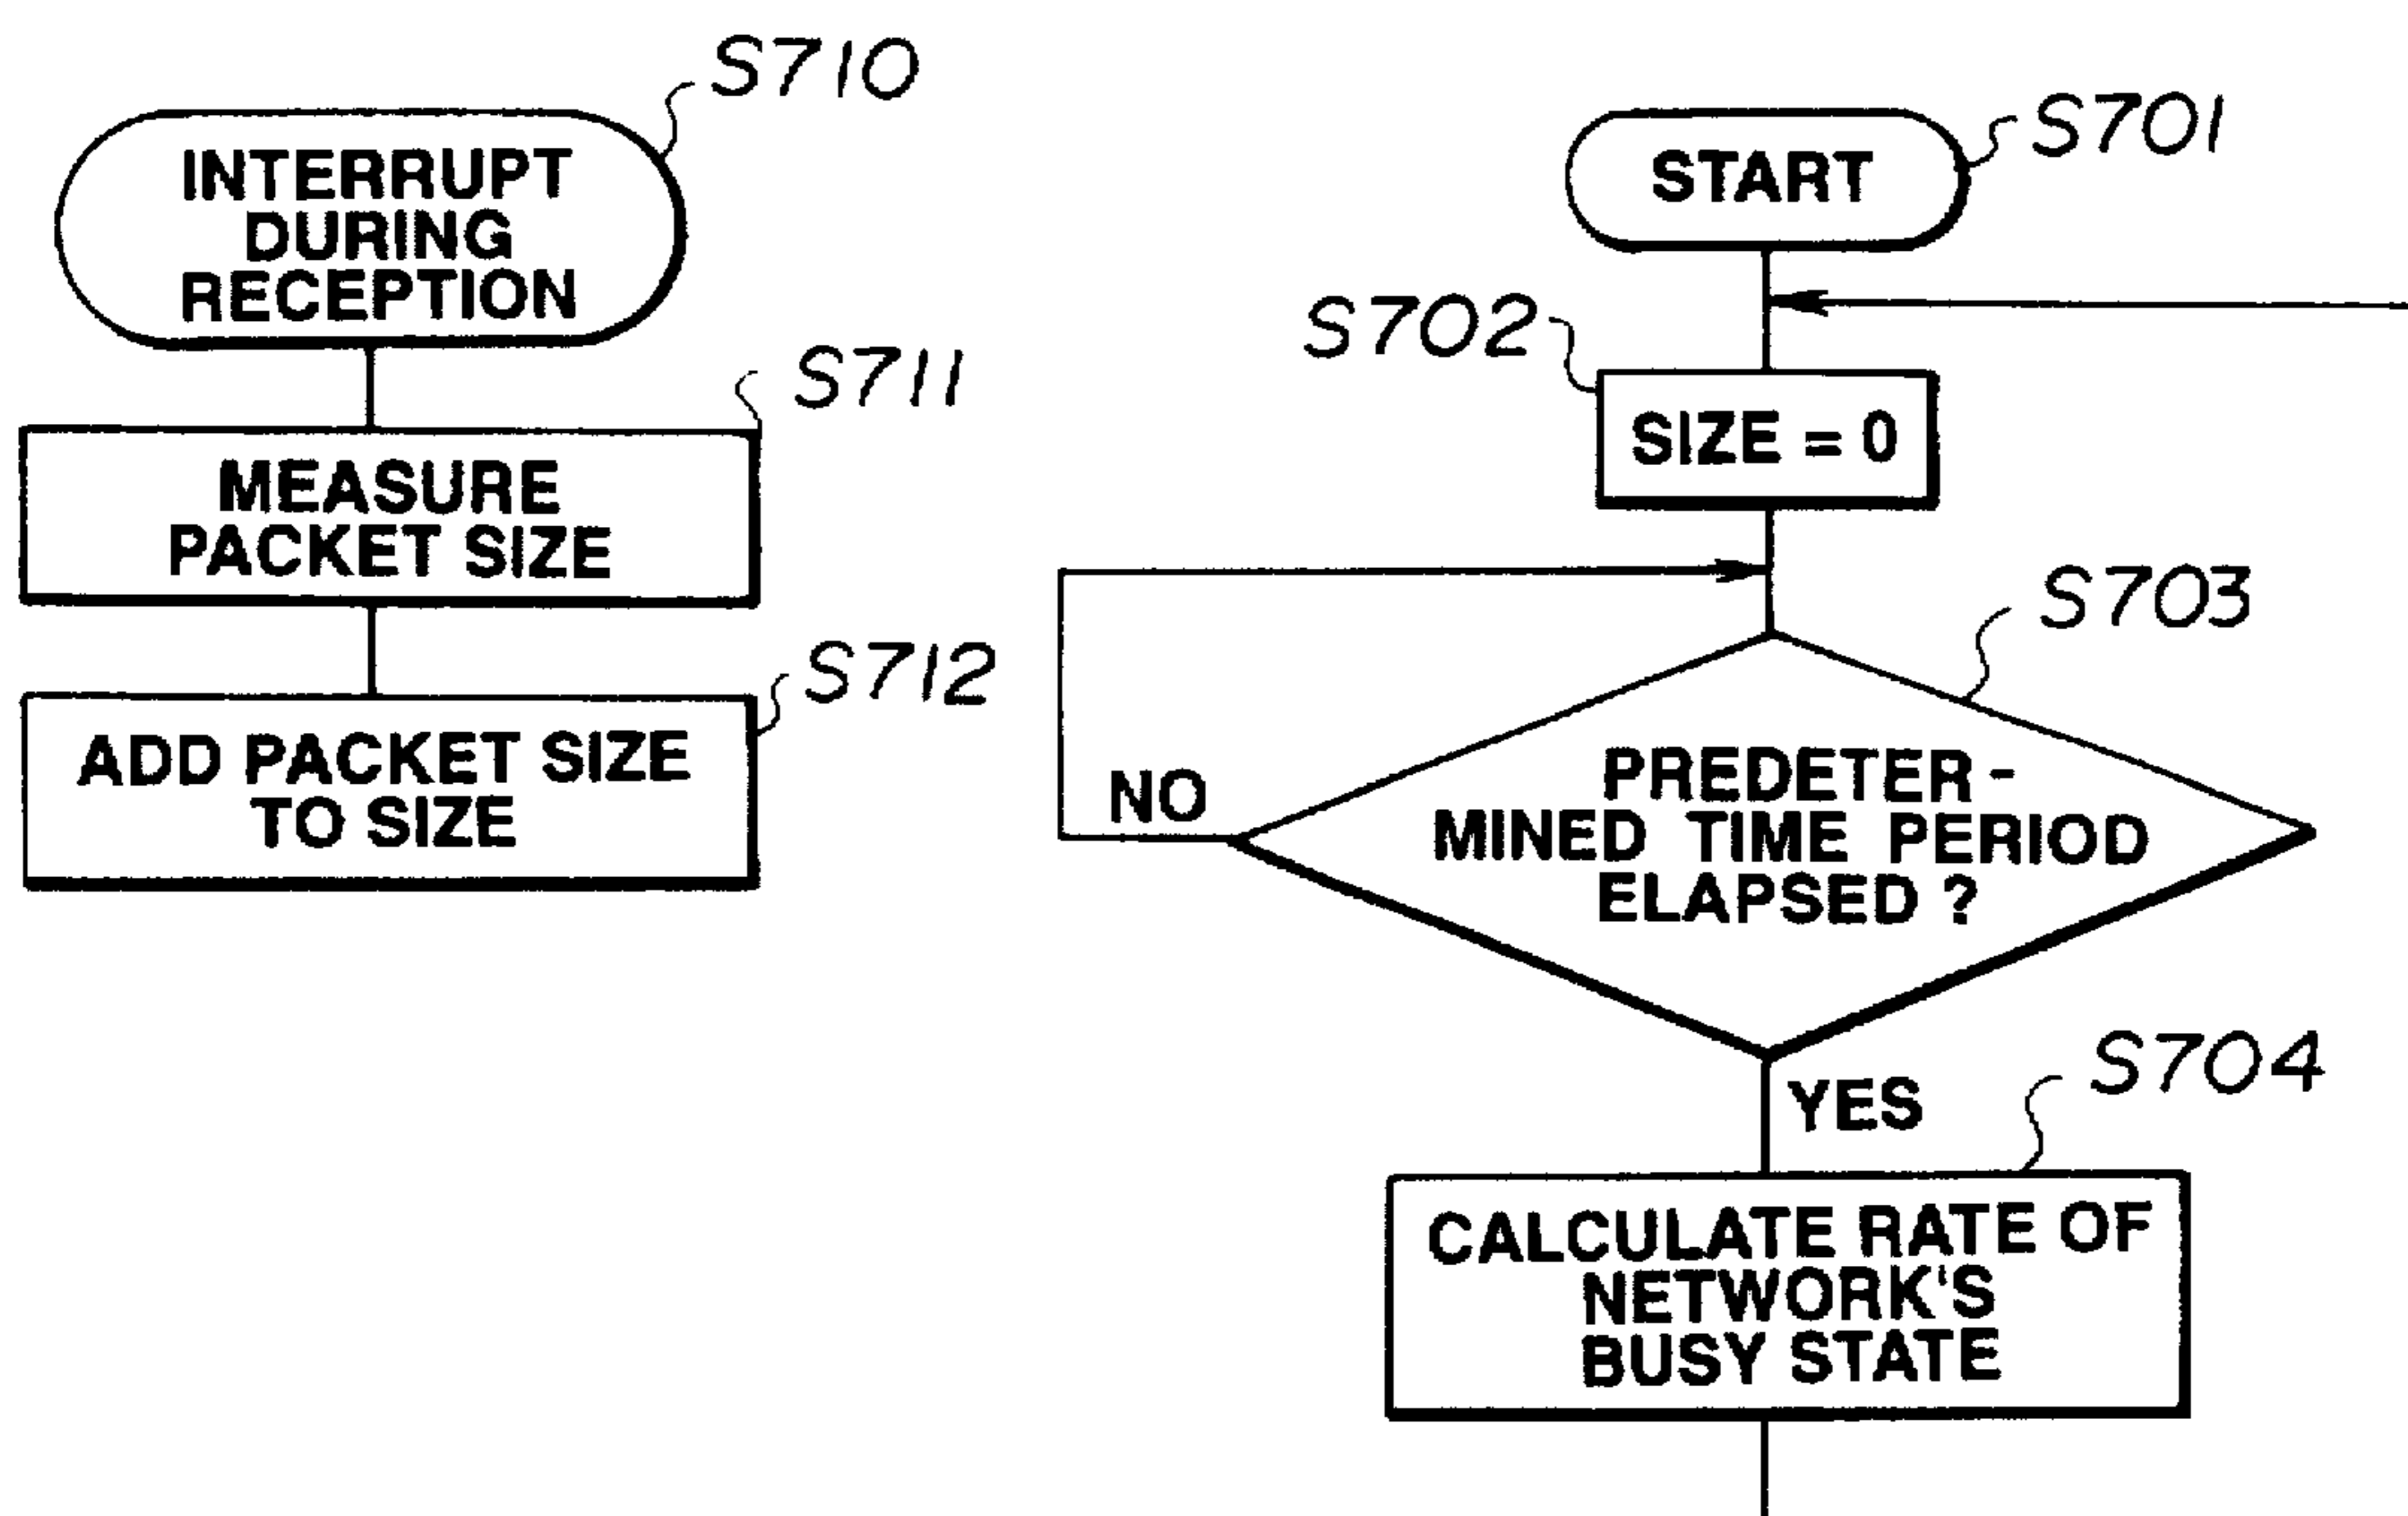 S710
INTERRUPT
DURING
RECEPTION
S711
MEASURE
PACKET SIZE
S712
ADD PACKET SIZE
TO SIZE
S701
START
S702
SIZE = 0
S703
PREDETER-
MINED TIME PERIOD
ELAPSED ?
NO
YES
S704
CALCULATE RATE OF
NETWORK'S
BUSY STATE